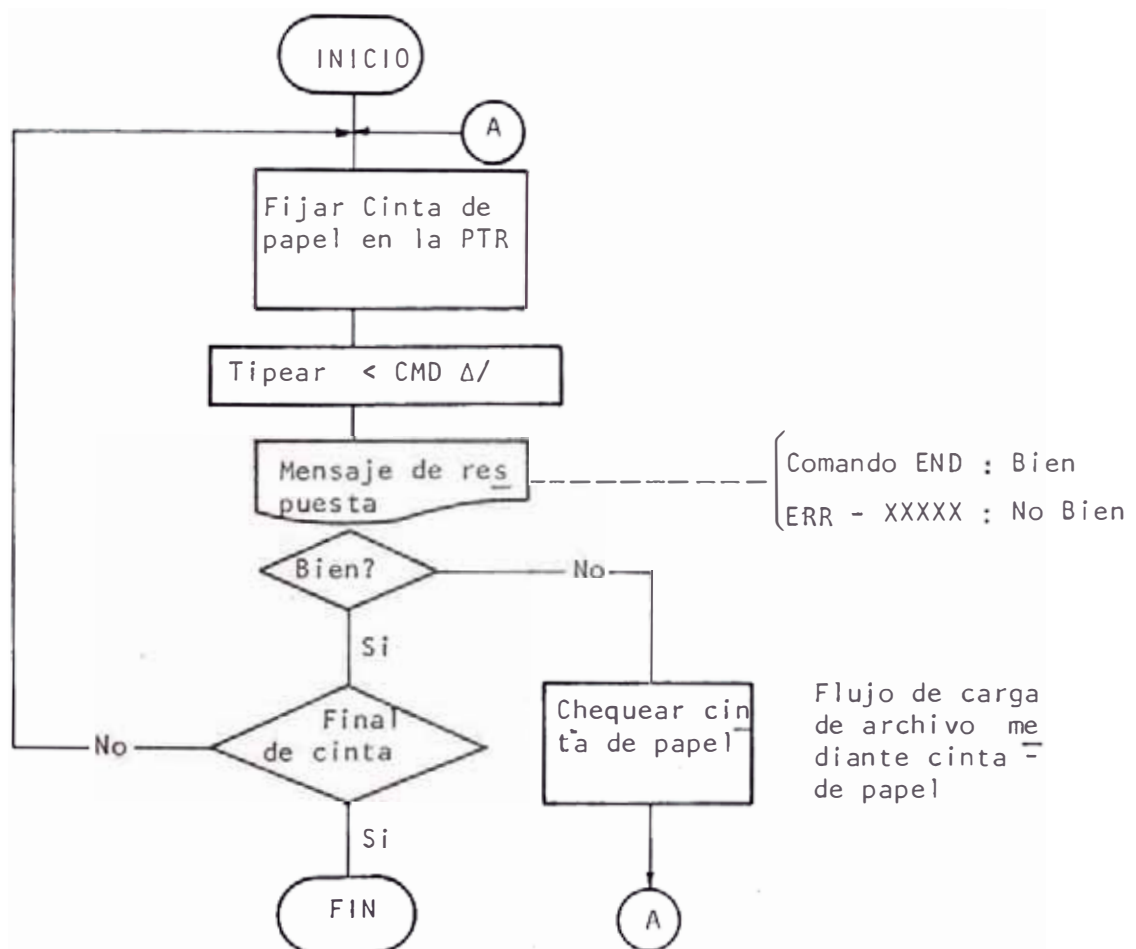 INICIO
A
Fijar Cinta de
papel en la PTR
Tipear < CMD Δ/
Mensaje de res
puesta
Comando END : Bien
ERR - XXXXX : No Bien
Bien?
No
Si
Chequear cin
ta de papel
Flujo de carga
de archivo me
diante cinta -
de papel
Final
de cinta
No
Si
FIN
A